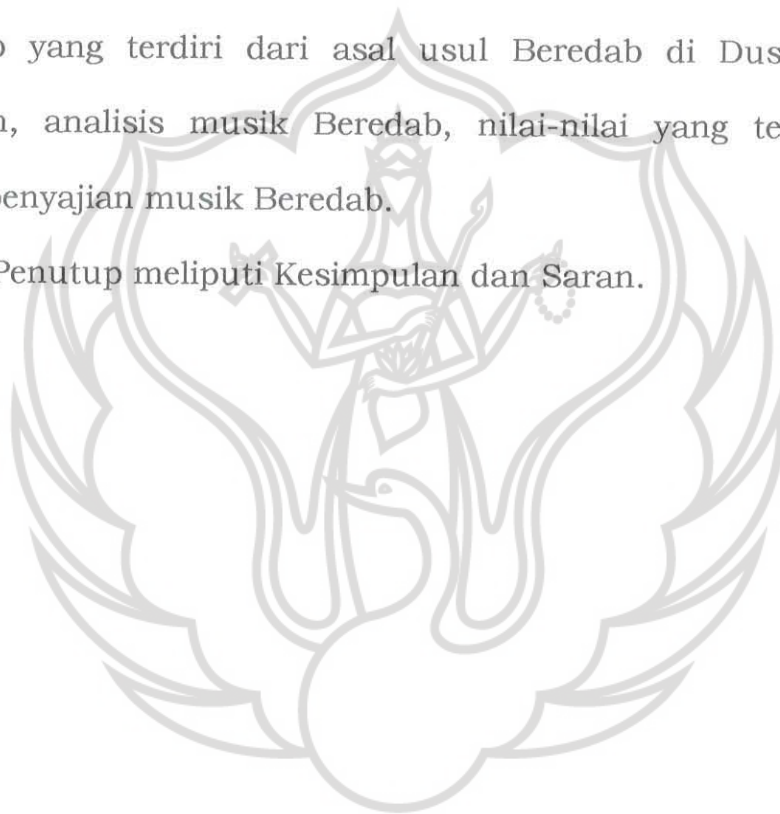 yang terdiri dari asal usul Beredab di Dus
analisis musik Beredab, nilai-nilai yang te
penyajian musik Beredab.
Penutup meliputi Kesimpulan dan Saran.